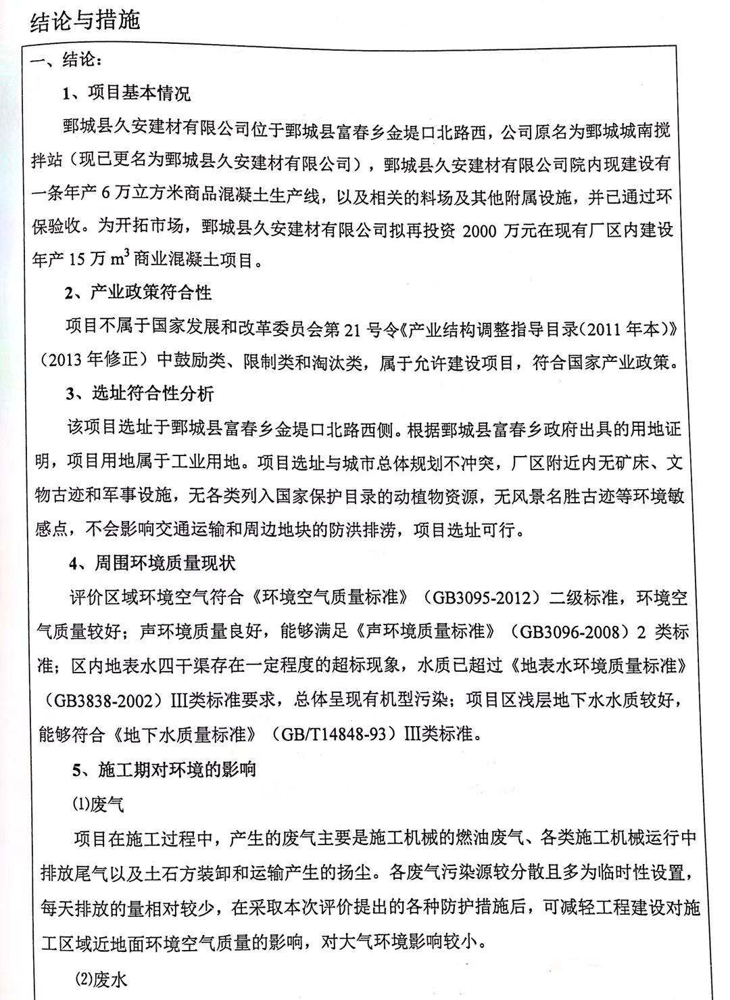 结论与措施
一、结论：
1、项目基本情况
鄄城县久安建材有限公司位于鄄城县富春乡金堤口北路西，公司原名为鄄城城南搅
拌站（现已更名为鄄城县久安建材有限公司），鄄城县久安建材有限公司院内现建设有
一条年产 6 万立方米商品混凝土生产线，以及相关的料场及其他附属设施，并已通过环
保验收。为开拓市场，鄄城县久安建材有限公司拟再投资 2000 万元在现有厂区内建设
年产 15 万 m³ 商业混凝土项目。
2、产业政策符合性
项目不属于国家发展和改革委员会第 21 号令《产业结构调整指导目录（2011 年本）》
（2013 年修正）中鼓励类、限制类和淘汰类，属于允许建设项目，符合国家产业政策。
3、选址符合性分析
该项目选址于鄄城县富春乡金堤口北路西侧。根据鄄城县富春乡政府出具的用地证
明，项目用地属于工业用地。项目选址与城市总体规划不冲突，厂区附近内无矿床、文
物古迹和军事设施，无各类列入国家保护目录的动植物资源，无风景名胜古迹等环境敏
感点，不会影响交通运输和周边地块的防洪排涝，项目选址可行。
4、周围环境质量现状
评价区域环境空气符合《环境空气质量标准》（GB3095-2012）二级标准，环境空
气质量较好；声环境质量良好，能够满足《声环境质量标准》（GB3096-2008）2 类标
准；区内地表水四干渠存在一定程度的超标现象，水质已超过《地表水环境质量标准》
（GB3838-2002）Ⅲ类标准要求，总体呈现有机型污染；项目区浅层地下水水质较好，
能够符合《地下水质量标准》（GB/T14848-93）Ⅲ类标准。
5、施工期对环境的影响
⑴废气
项目在施工过程中，产生的废气主要是施工机械的燃油废气、各类施工机械运行中
排放尾气以及土石方装卸和运输产生的扬尘。各废气污染源较分散且多为临时性设置，
每天排放的量相对较少，在采取本次评价提出的各种防护措施后，可减轻工程建设对施
工区域近地面环境空气质量的影响，对大气环境影响较小。
⑵废水